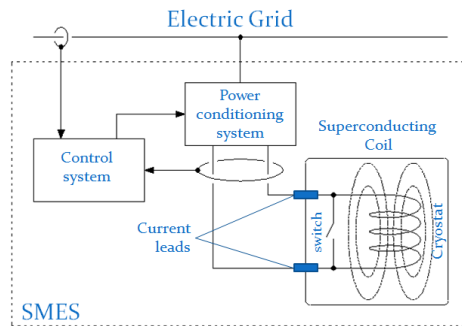 Electric Grid
Power
conditioning
system
Superconducting
Coil
Control
system
Current
leads
switch
Cryostat
SMES